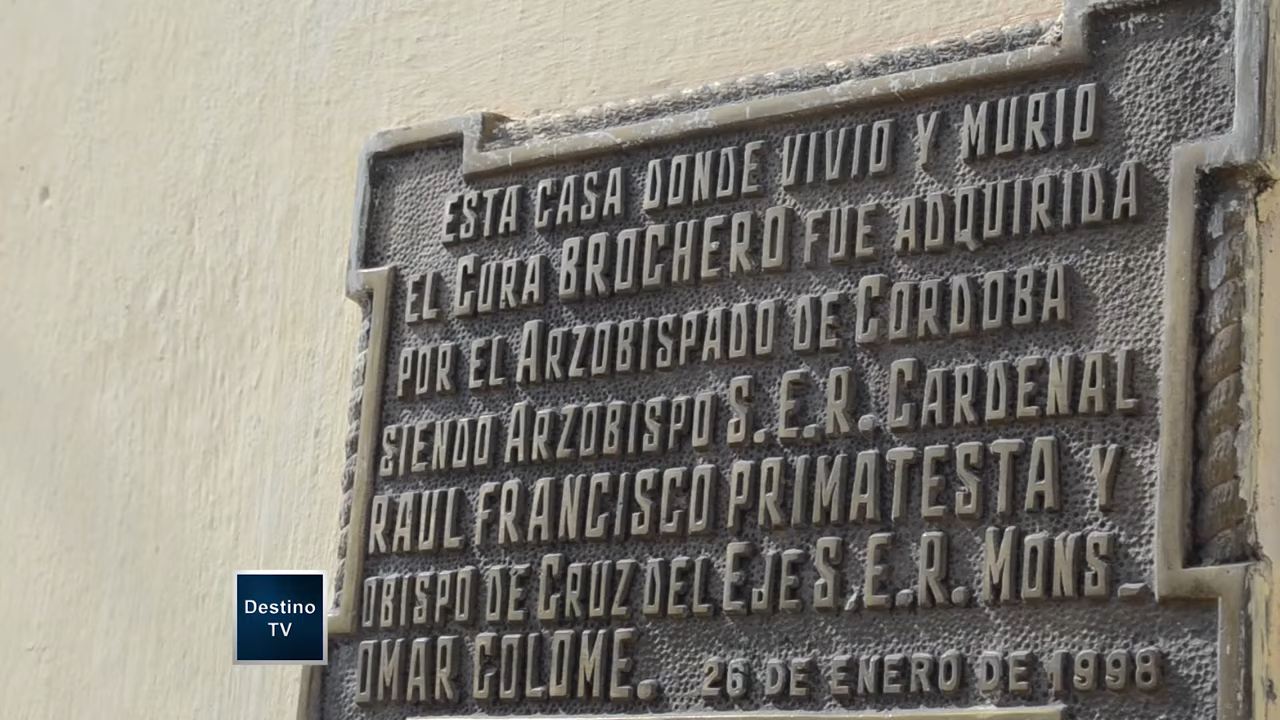 ESTA CASA DONDE VIVIO Y MURIO
EL CURA BROCHERO FUE ADQUIRIDA
POR EL ARZOBISPADO DE CORDOBA
SIENDO ARZOBISPO S.E.R. CARDENAL
RAUL FRANCISCO PRIMATESTA Y
OBISPO DE CRUZ DEL EJE S.E.R. MONS_
OMAR COLOME. 26 DE ENERO DE 1998
Destino
TV